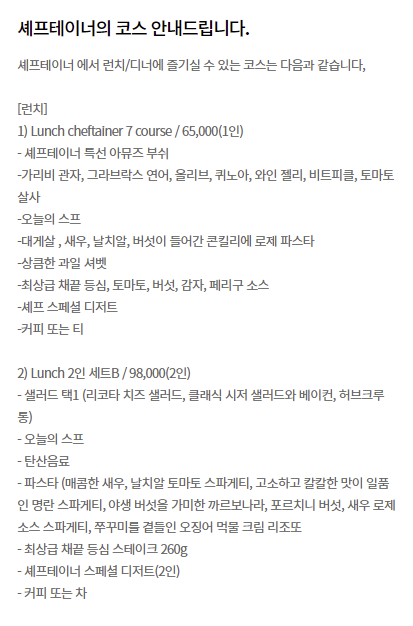 셰프테이너의 코스 안내드립니다.
셰프테이너 에서 런치/디너에 즐기실 수 있는 코스는 다음과 같습니다,
[런치]
1) Lunch cheftainer 7 course / 65,000(1인)
- 셰프테이너 특선 아뮤즈 부쉬
-가리비 관자, 그라브락스 연어, 올리브, 퀴노아, 와인 젤리, 비트피클, 토마토
살사
-오늘의 스프
-대게살 , 새우, 날치알, 버섯이 들어간 콘킬리에 로제 파스타
-상큼한 과일 셔벳
-최상급 채끝 등심, 토마토, 버섯, 감자, 페리구 소스
-셰프 스페셜 디저트
-커피 또는 티
2) Lunch 2인 세트B / 98,000(2인)
- 샐러드 택1 (리코타 치즈 샐러드, 클래식 시저 샐러드와 베이컨, 허브크루
통)
- 오늘의 스프
- 탄산음료
- 파스타 (매콤한 새우, 날치알 토마토 스파게티, 고소하고 칼칼한 맛이 일품
인 명란 스파게티, 야생 버섯을 가미한 까르보나라, 포르치니 버섯, 새우 로제
소스 스파게티, 쭈꾸미를 곁들인 오징어 먹물 크림 리조또
- 최상급 채끝 등심 스테이크 260g
- 셰프테이너 스페셜 디저트(2인)
- 커피 또는 차